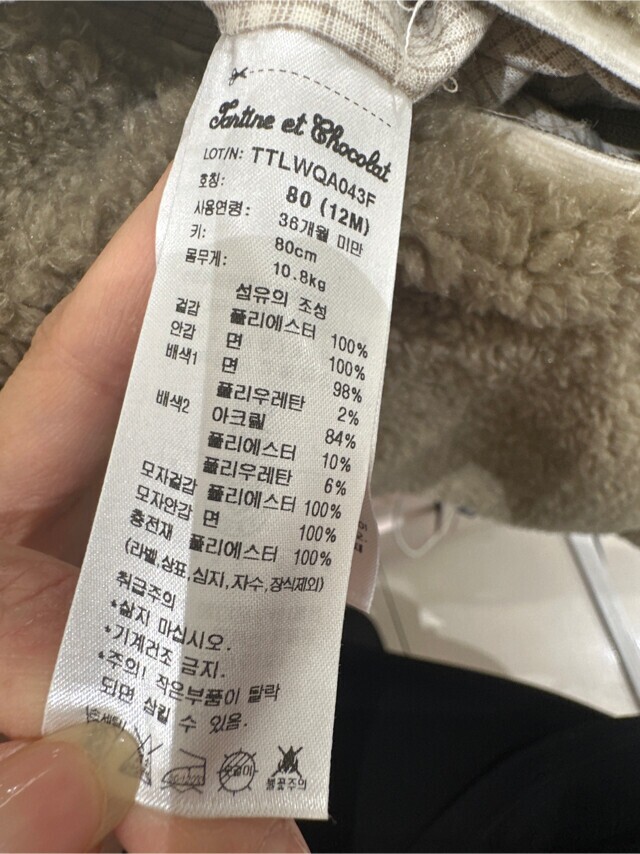 Tartine et Chocolat
LOT/N: TTLWQA043F
호칭: 80 (12M)
사용연령: 36개월 미만
키: 80cm
몸무게: 10.8kg
섬유의 조성
겉감 폴리에스터 100%
안감 면 100%
배색1 면 98%
폴리우레탄 2%
배색2 아크릴 84%
폴리에스터 10%
폴리우레탄 6%
모자겉감 폴리에스터 100%
모자안감 면 100%
충전재 폴리에스터 100%
(라벨,상표,심지,자수,장식제외)
취급주의
*삶지 마십시오.
*기계건조 금지.
*주의! 작은부품이 탈락
되면 삼킬 수 있음.
옷걸이
불꽃주의